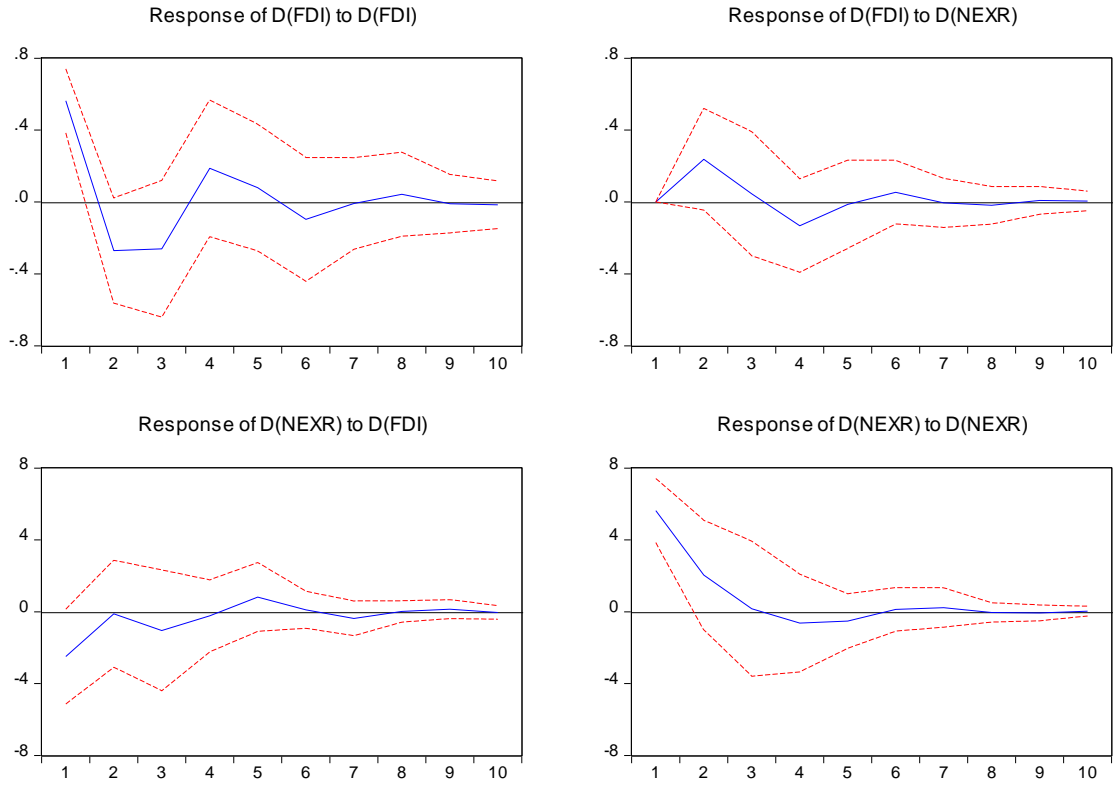 Response of D(FDI) to D(FDI)
.8
.4
.0
-.4
-.8
1 2 3 4 5 6 7 8 9 10
Response of D(FDI) to D(NEXR)
.8
.4
.0
-.4
-.8
1 2 3 4 5 6 7 8 9 10
Response of D(NEXR) to D(FDI)
8
4
0
-4
-8
1 2 3 4 5 6 7 8 9 10
Response of D(NEXR) to D(NEXR)
8
4
0
-4
-8
1 2 3 4 5 6 7 8 9 10